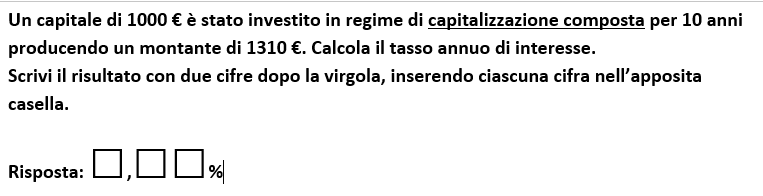 Un capitale di 1000 € è stato investito in regime di capitalizzazione composta per 10 anni
producendo un montante di 1310 €. Calcola il tasso annuo di interesse.
Scrivi il risultato con due cifre dopo la virgola, inserendo ciascuna cifra nell’apposita
casella.
Risposta: □,□□%